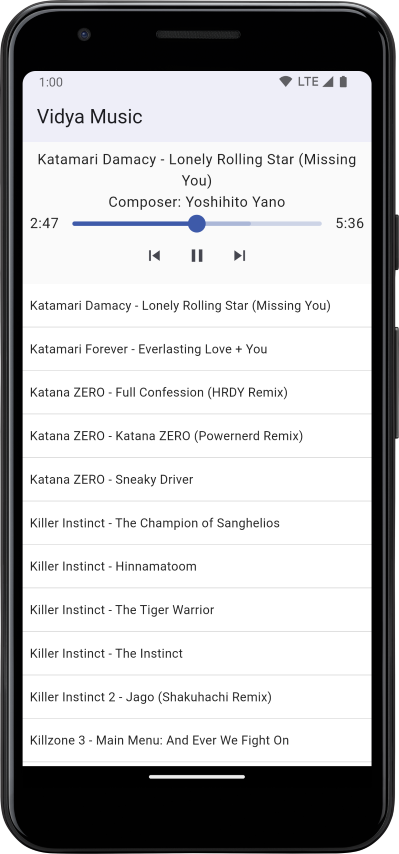 1:00
LTE
Vidya Music
Katamari Damacy - Lonely Rolling Star (Missing
You)
Composer: Yoshihito Yano
2:47
5:36
Katamari Damacy - Lonely Rolling Star (Missing You)
Katamari Forever - Everlasting Love + You
Katana ZERO - Full Confession (HRDY Remix)
Katana ZERO - Katana ZERO (Powernerd Remix)
Katana ZERO - Sneaky Driver
Killer Instinct - The Champion of Sanghelios
Killer Instinct - Hinnamatoom
Killer Instinct - The Tiger Warrior
Killer Instinct - The Instinct
Killer Instinct 2 - Jago (Shakuhachi Remix)
Killzone 3 - Main Menu: And Ever We Fight On